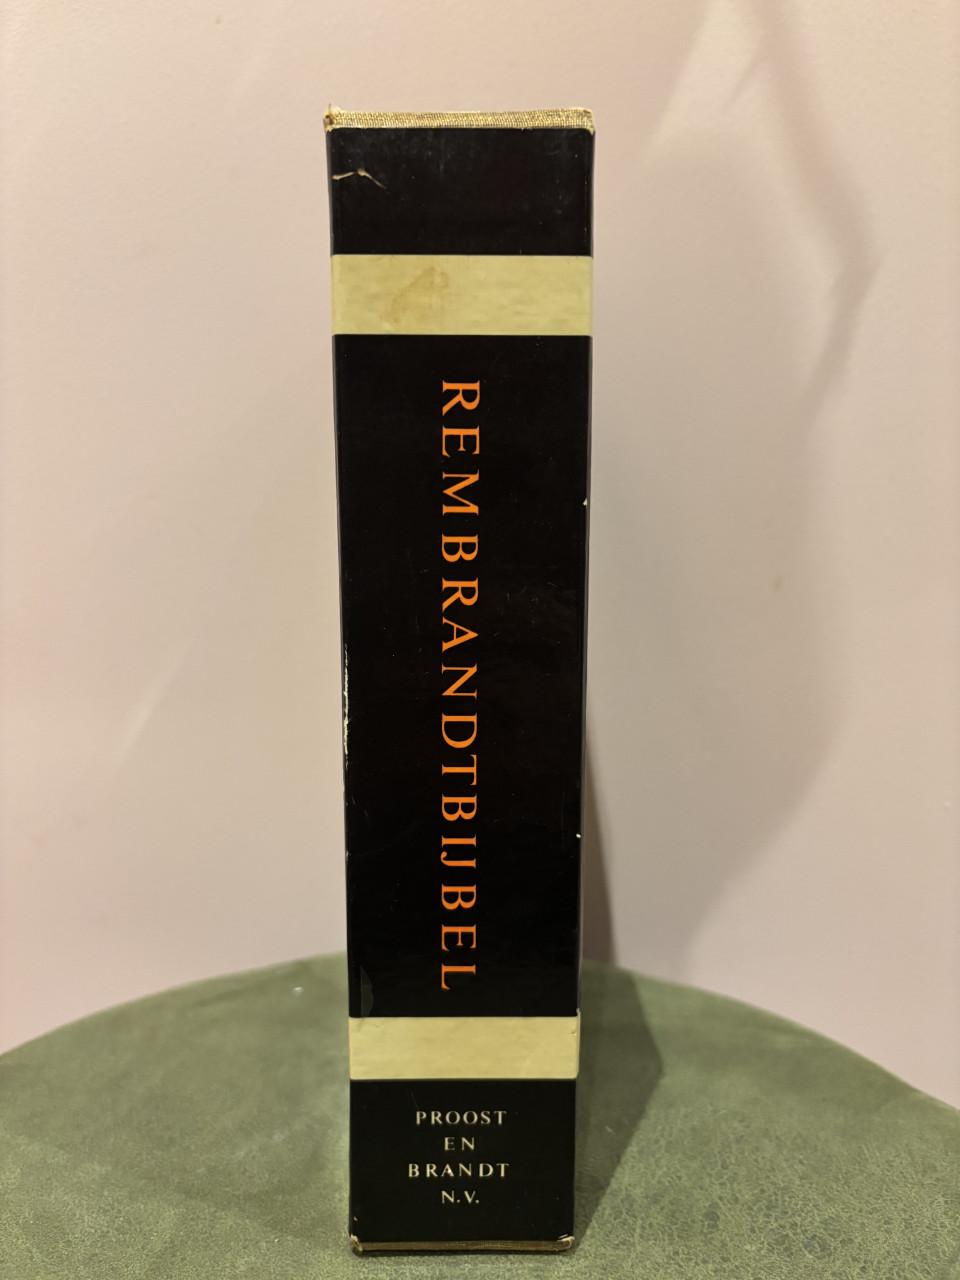 REMBRANDTBIJBEL
PROOST
EN
BRANDT
N.V.